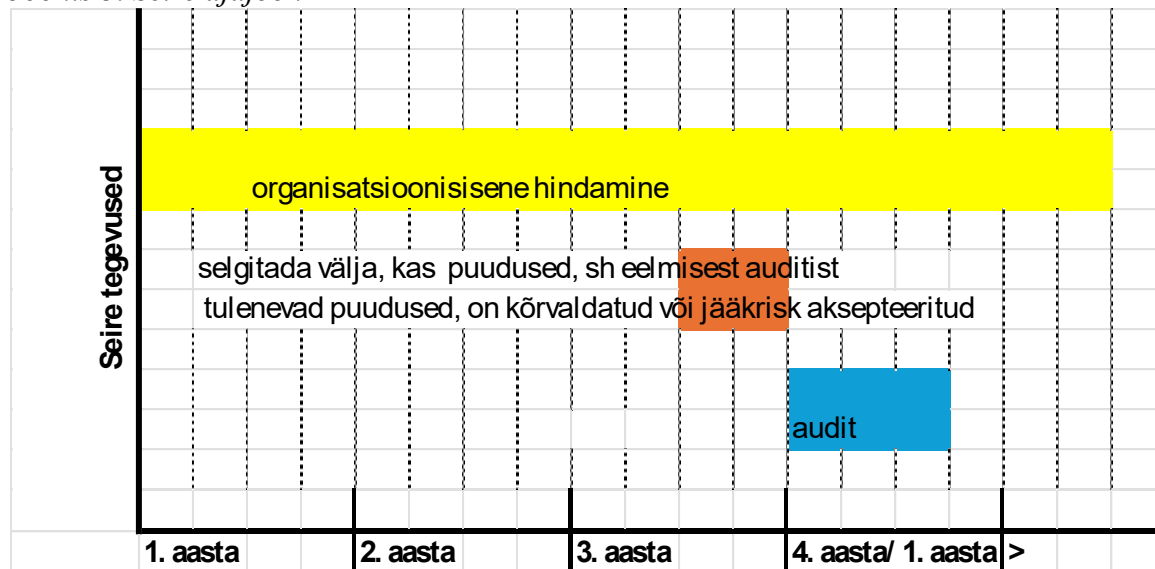 Seire tegevused
organisatsioonisisene hindamine
selgitada välja, kas puudused, sh eelmisest auditist
tulenevad puudused, on kõrvaldatud või jääkrisk aksepteeritud
audit
1. aasta
2. aasta
3. aasta
4. aasta/ 1. aasta
>